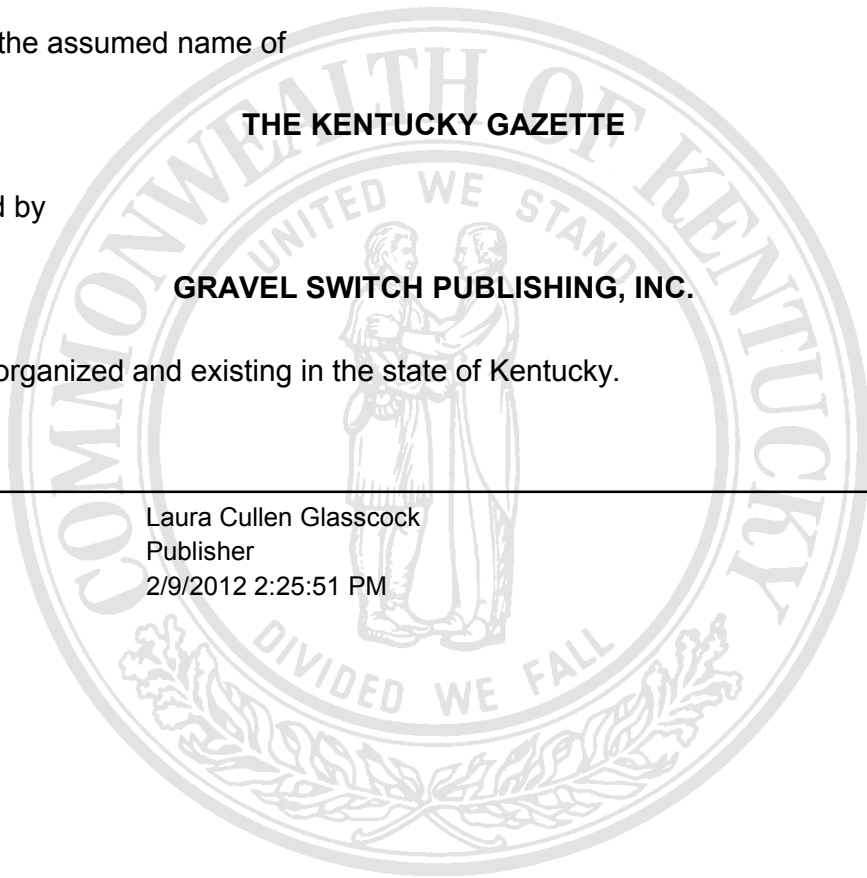 the assumed name of
THE KENTUCKY GAZETTE
d by
GRAVEL SWITCH PUBLISHING, INC.
organized and existing in the state of Kentucky.
Laura Cullen Glasscock
Publisher
2/9/2012 2:25:51 PM
COMMONWEALTH OF KENTUCKY
UNITED WE STAND
DIVIDED WE FALL